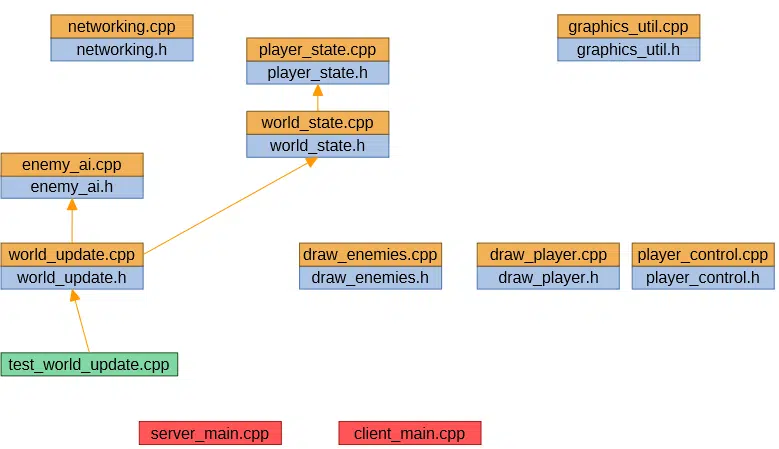 networking.cpp
networking.h
graphics_util.cpp
graphics_util.h
player_state.cpp
player_state.h
world_state.cpp
world_state.h
enemy_ai.cpp
enemy_ai.h
world_update.cpp
world_update.h
draw_enemies.cpp
draw_enemies.h
draw_player.cpp
draw_player.h
player_control.cpp
player_control.h
test_world_update.cpp
server_main.cpp
client_main.cpp